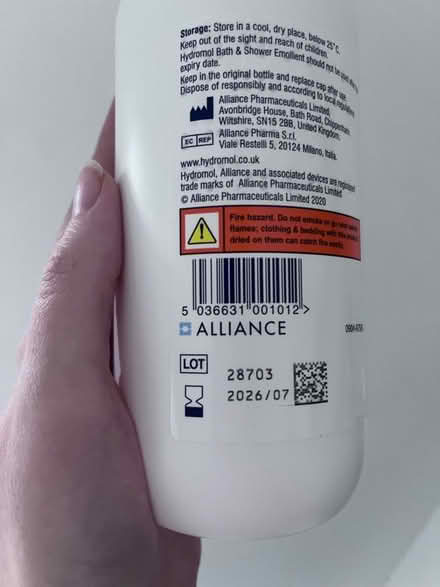 Storage: Store in a cool, dry place, below 25°C.
Keep out of the sight and reach of children.
Hydromol Bath & Shower Emollient should not be used after
expiry date.
Keep in the original bottle and replace cap after use.
Dispose of responsibly and according to local regulations.
Alliance Pharmaceuticals Limited,
Avonbridge House, Bath Road, Chippenham,
Wiltshire, SN15 2BB, United Kingdom.
EC REP
Alliance Pharma S.r.l.
Viale Restelli 5, 20124 Milano, Italia.
www.hydromol.co.uk
Hydromol, Alliance and associated devices are registered
trade marks of Alliance Pharmaceuticals Limited
© Alliance Pharmaceuticals Limited 2020
Fire hazard. Do not smoke or go near naked
flames; clothing & bedding with this product
dried on them can catch fire easily.
5 036631 001012 >
ALLIANCE
LOT
28703
2026/07